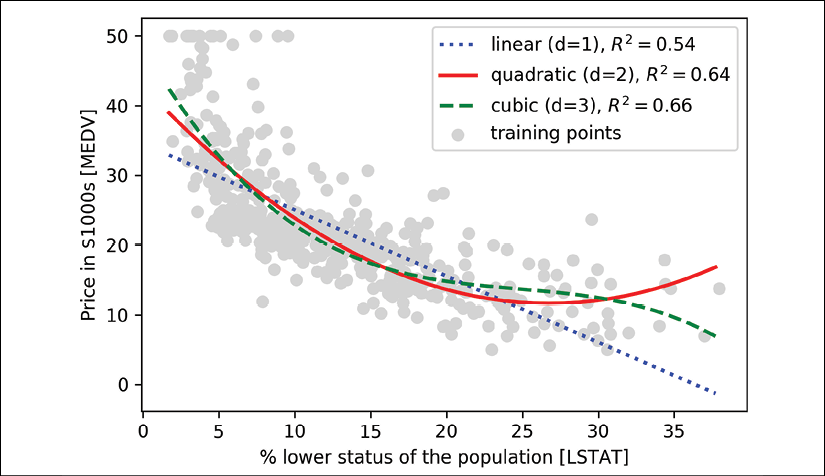 linear (d=1), R² = 0.54
quadratic (d=2), R² = 0.64
cubic (d=3), R² = 0.66
training points
Price in $1000s [MEDV]
50
40
30
20
10
0
0 5 10 15 20 25 30 35
% lower status of the population [LSTAT]